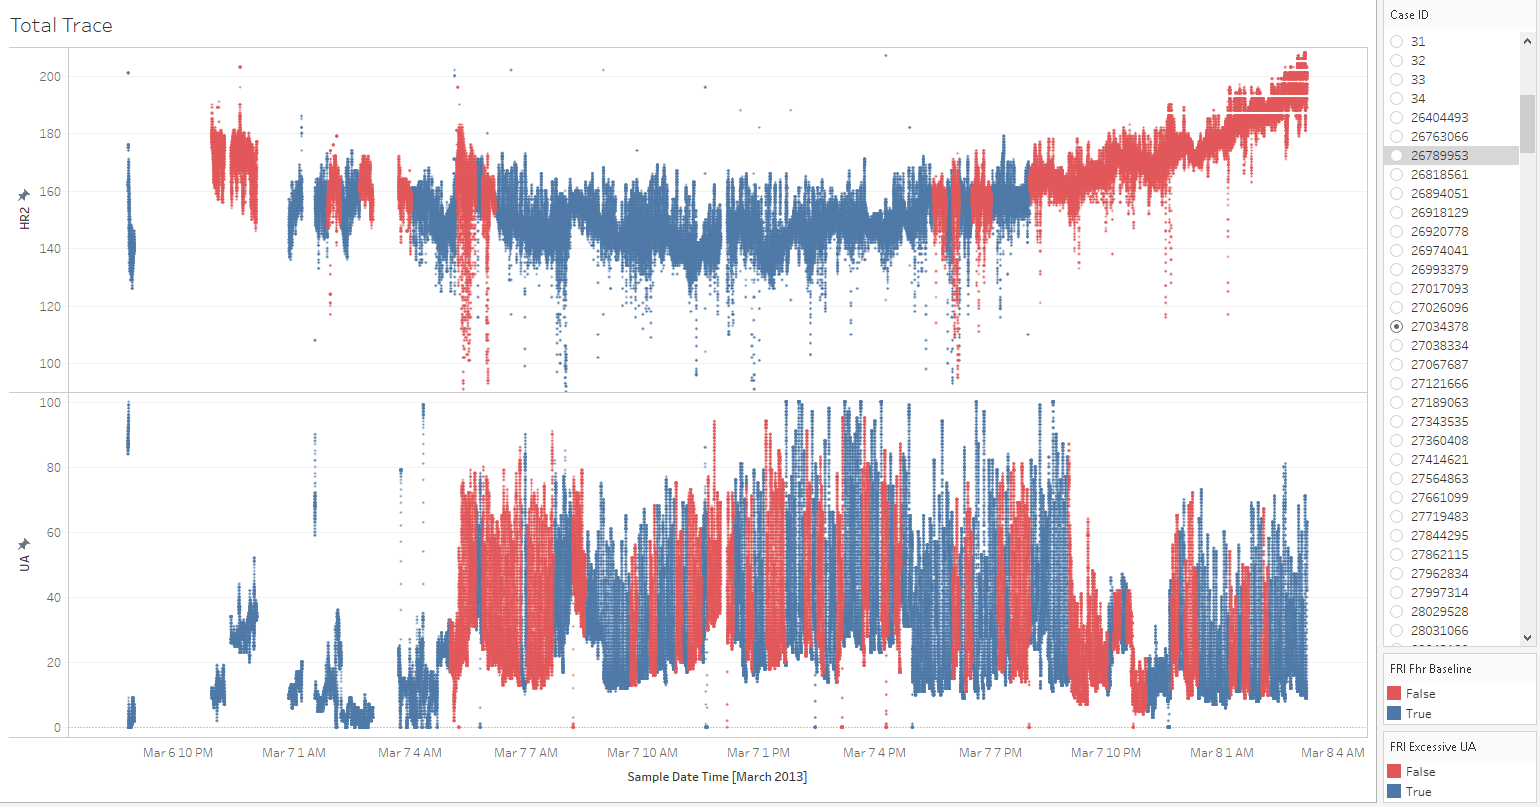 Total Trace
HR2
200
180
160
140
120
100
UA
100
80
60
40
20
0
Mar 6 10 PM
Mar 7 1 AM
Mar 7 4 AM
Mar 7 7 AM
Mar 7 10 AM
Mar 7 1 PM
Mar 7 4 PM
Mar 7 7 PM
Mar 7 10 PM
Mar 8 1 AM
Mar 8 4 AM
Sample Date Time [March 2013]
Case ID
31
32
33
34
26404493
26763066
26789953
26818561
26894051
26918129
26920778
26974041
26993379
27017093
27026096
27034378
27038334
27067687
27121666
27189063
27343535
27360408
27414621
27564863
27661099
27719483
27844295
27862115
27962834
27997314
28029528
28031066
FRI Fhr Baseline
False
True
FRI Excessive UA
False
True